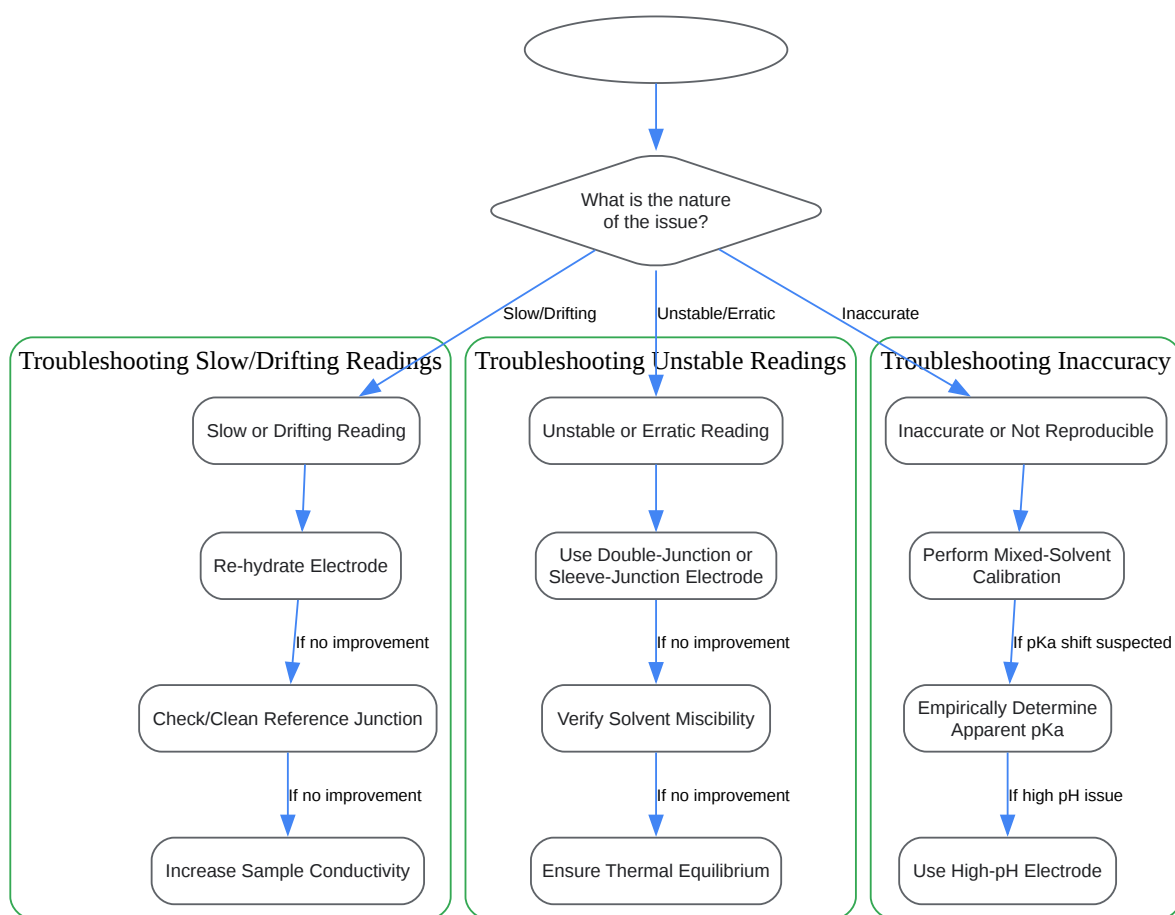 What is the nature
of the issue?
Slow/Drifting
Unstable/Erratic
Inaccurate
Troubleshooting Slow/Drifting Readings
Troubleshooting Unstable Readings
Troubleshooting Inaccuracy
Slow or Drifting Reading
Unstable or Erratic Reading
Inaccurate or Not Reproducible
Re-hydrate Electrode
Use Double-Junction or
Sleeve-Junction Electrode
Perform Mixed-Solvent
Calibration
If no improvement
If no improvement
If pKa shift suspected
Check/Clean Reference Junction
Verify Solvent Miscibility
Empirically Determine
Apparent pKa
If no improvement
If no improvement
If high pH issue
Increase Sample Conductivity
Ensure Thermal Equilibrium
Use High-pH Electrode